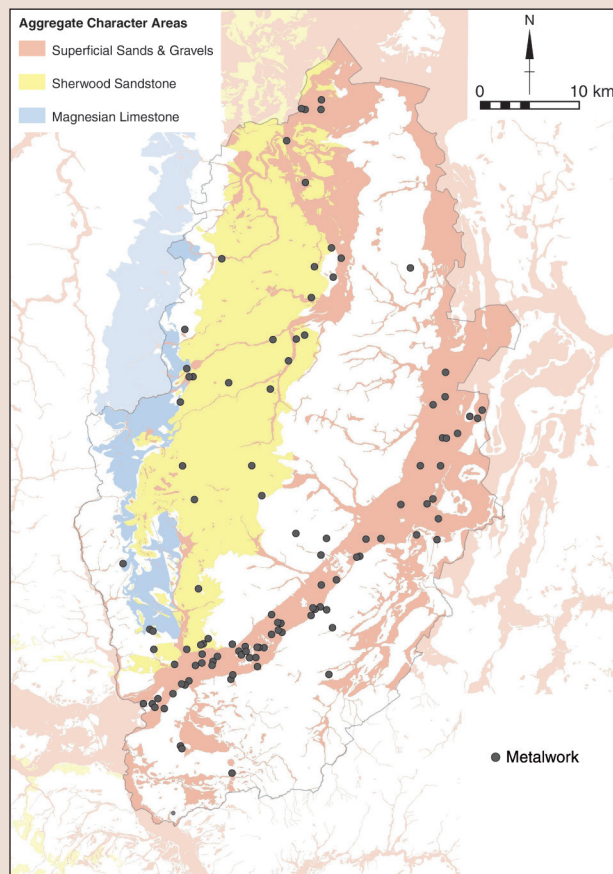 Aggregate Character Areas
Superficial Sands & Gravels
Sherwood Sandstone
Magnesian Limestone
N
0 10 km
Metalwork